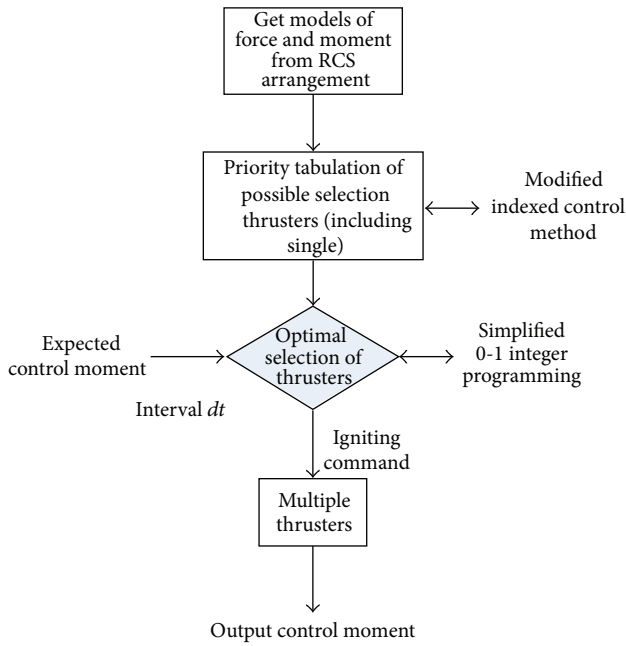 Get models of
force and moment
from RCS
arrangement
Priority tabulation of
possible selection
thrusters (including
single)
Modified
indexed control
method
Optimal
selection of
thrusters
Expected
control moment
Simplified
0-1 integer
programming
Interval dt
Igniting
command
Multiple
thrusters
Output control moment